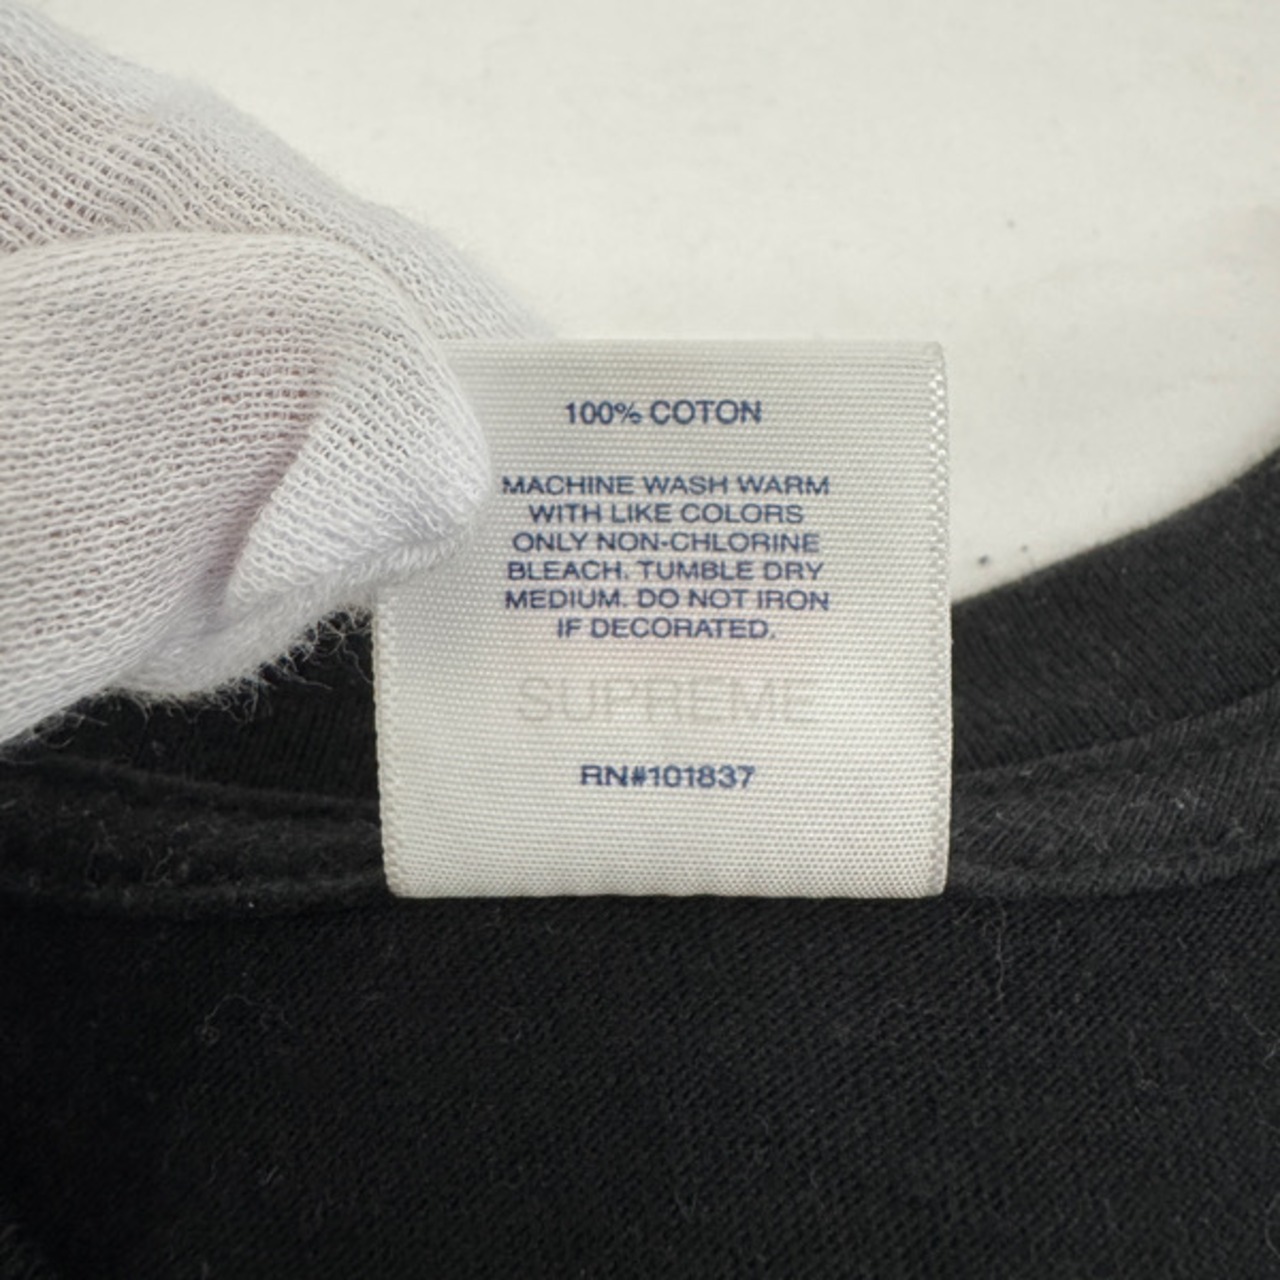 100% COTON
MACHINE WASH WARM
WITH LIKE COLORS
ONLY NON-CHLORINE
BLEACH. TUMBLE DRY
MEDIUM. DO NOT IRON
IF DECORATED.
SUPREME
RN#101837